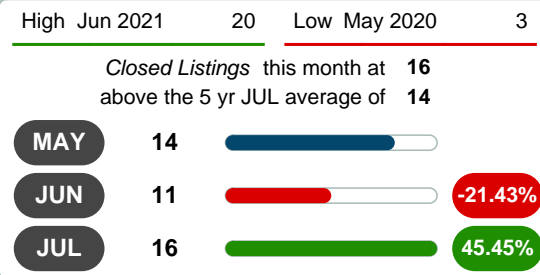 High Jun 2021 20 Low May 2020 3
Closed Listings this month at 16
above the 5 yr JUL average of 14
MAY 14
JUN 11 -21.43%
JUL 16 45.45%